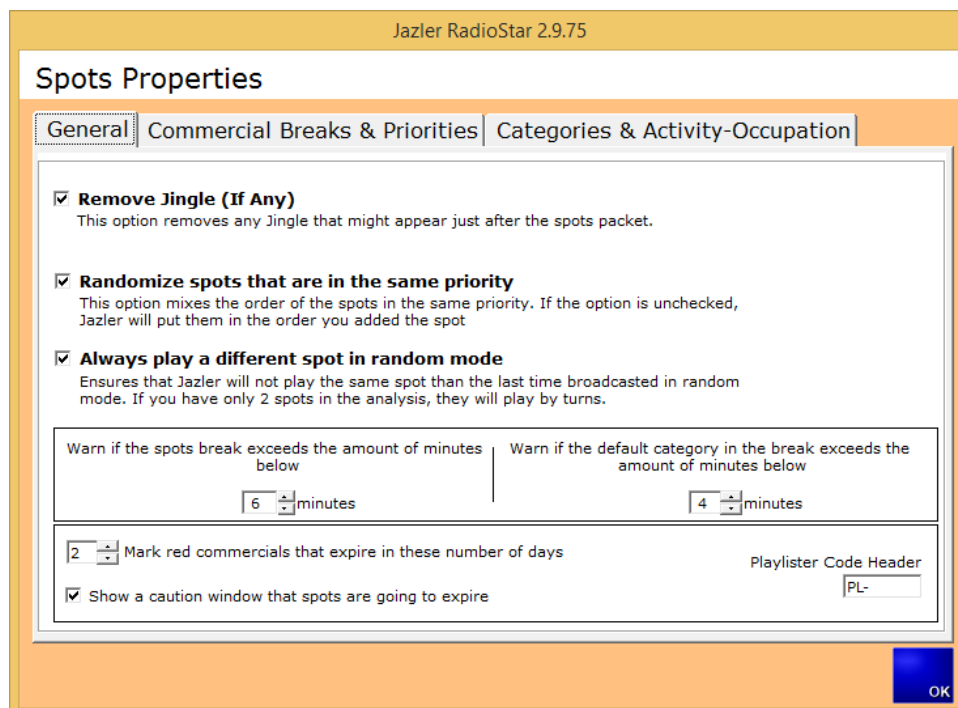 Jazler RadioStar 2.9.75
Spots Properties
General
Commercial Breaks & Priorities
Categories & Activity-Occupation
Remove Jingle (If Any)
This option removes any Jingle that might appear just after the spots packet.
Randomize spots that are in the same priority
This option mixes the order of the spots in the same priority. If the option is unchecked,
Jazler will put them in the order you added the spot
Always play a different spot in random mode
Ensures that Jazler will not play the same spot than the last time broadcasted in random
mode. If you have only 2 spots in the analysis, they will play by turns.
Warn if the spots break exceeds the amount of minutes
below
6 minutes
Warn if the default category in the break exceeds the
amount of minutes below
4 minutes
2 Mark red commercials that expire in these number of days
Show a caution window that spots are going to expire
Playlister Code Header
PL-
OK